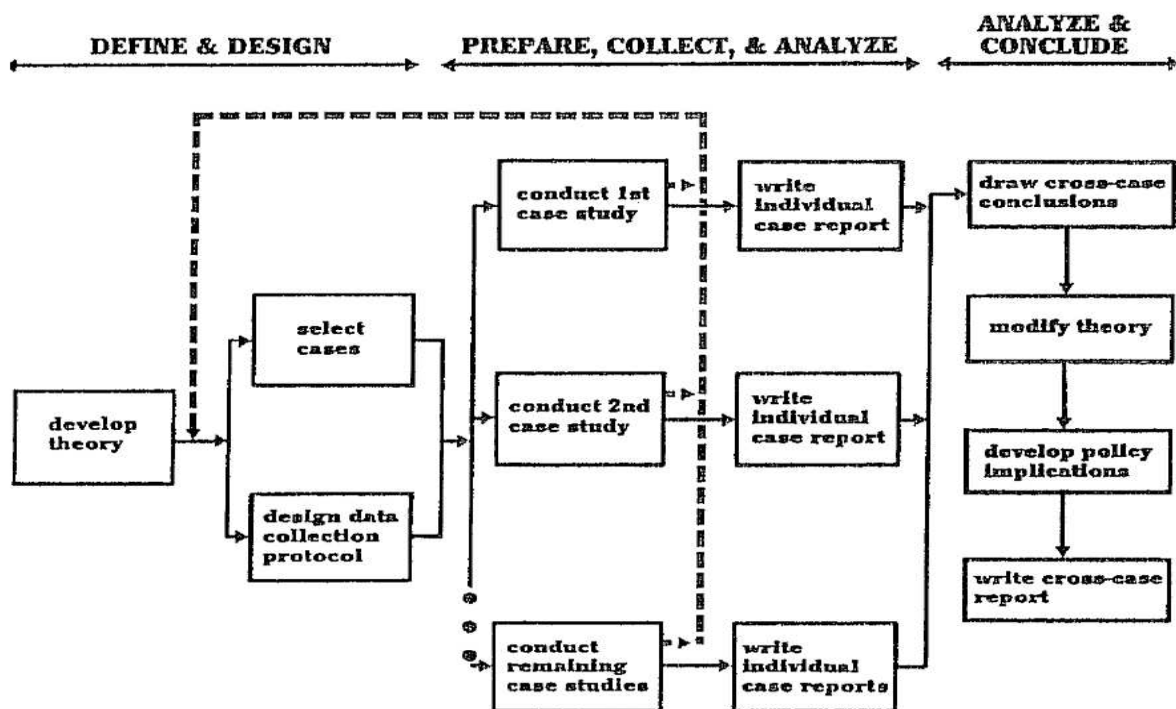 DEFINE & DESIGN
PREPARE, COLLECT, & ANALYZE
ANALYZE &
CONCLUDE
develop
theory
select
cases
design data
collection
protocol
conduct 1st
case study
conduct 2nd
case study
conduct
remaining
case studies
write
individual
case report
write
individual
case report
write
individual
case reports
draw cross-case
conclusions
modify theory
develop policy
implications
write cross-case
report